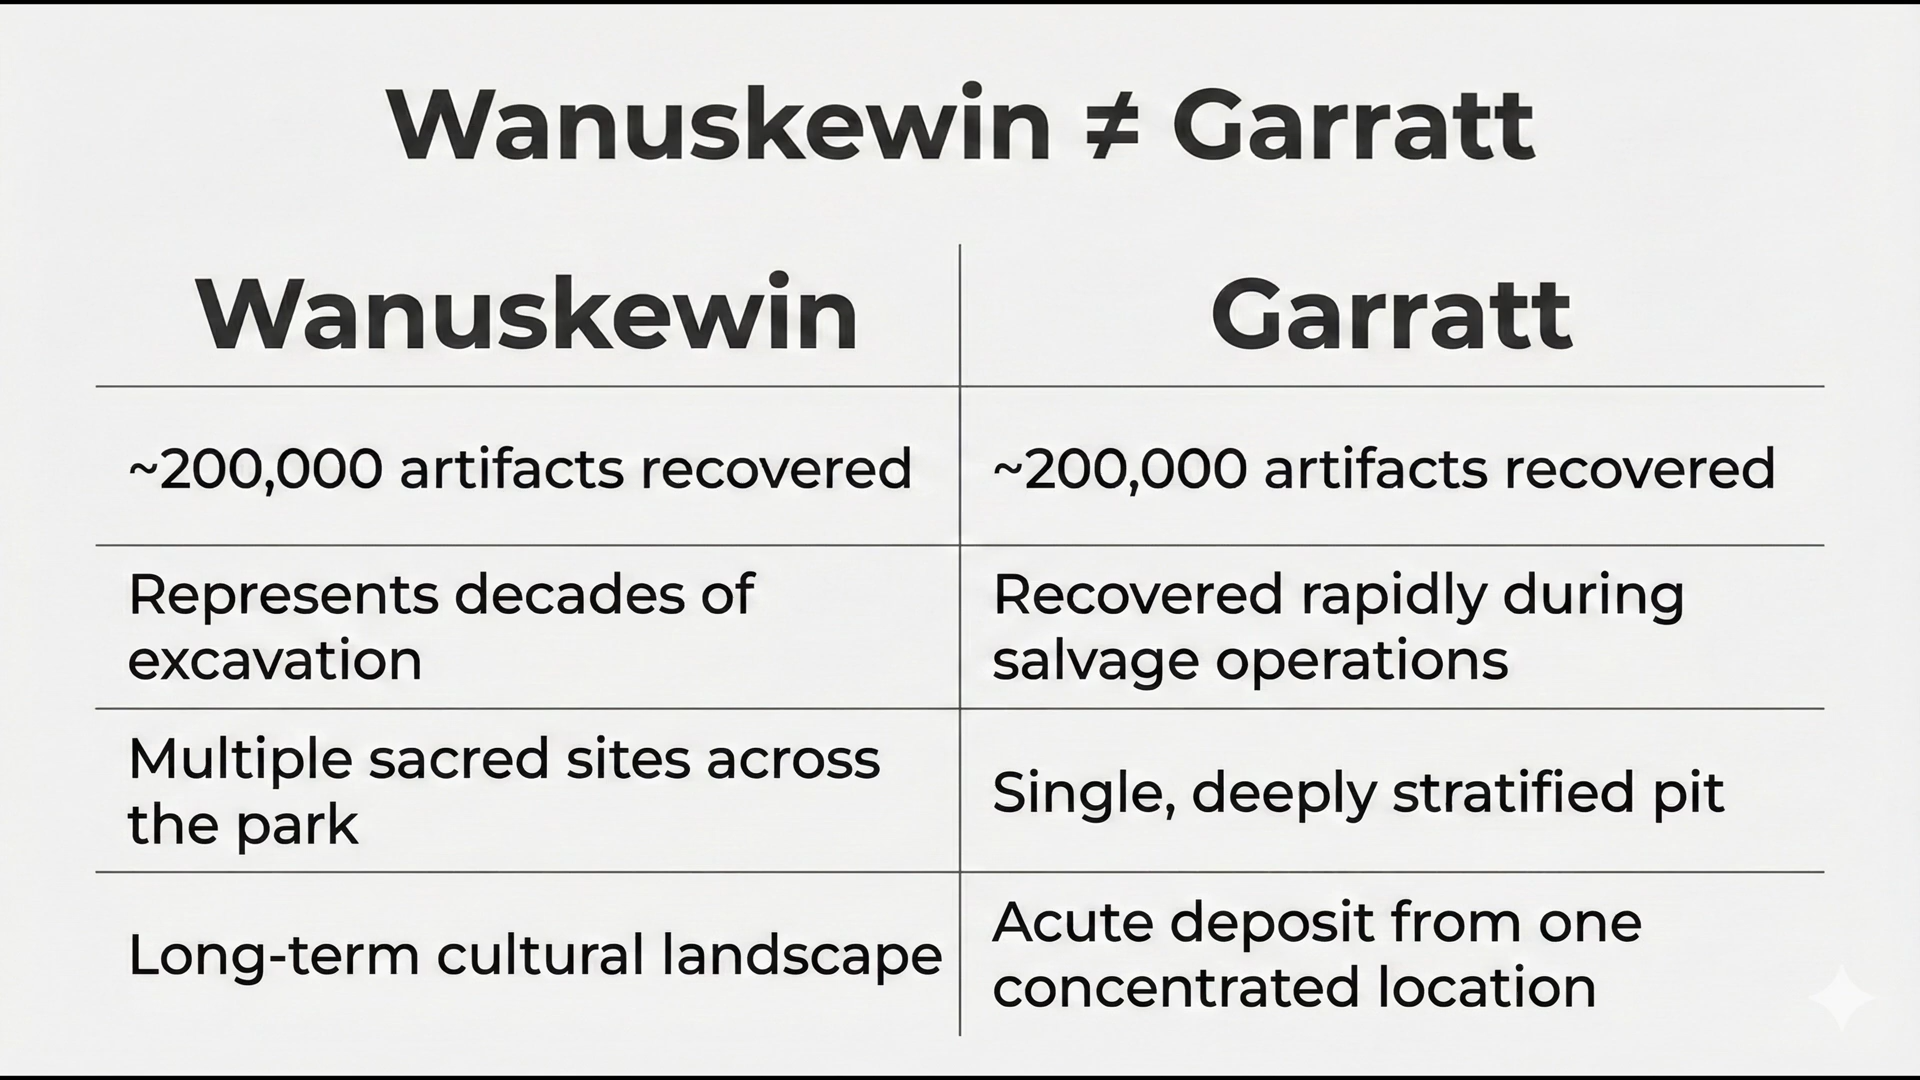 Wanuskewin ≠ Garratt
Wanuskewin
Garratt
~200,000 artifacts recovered
~200,000 artifacts recovered
Represents decades of
excavation
Recovered rapidly during
salvage operations
Multiple sacred sites across
the park
Single, deeply stratified pit
Long-term cultural landscape
Acute deposit from one
concentrated location